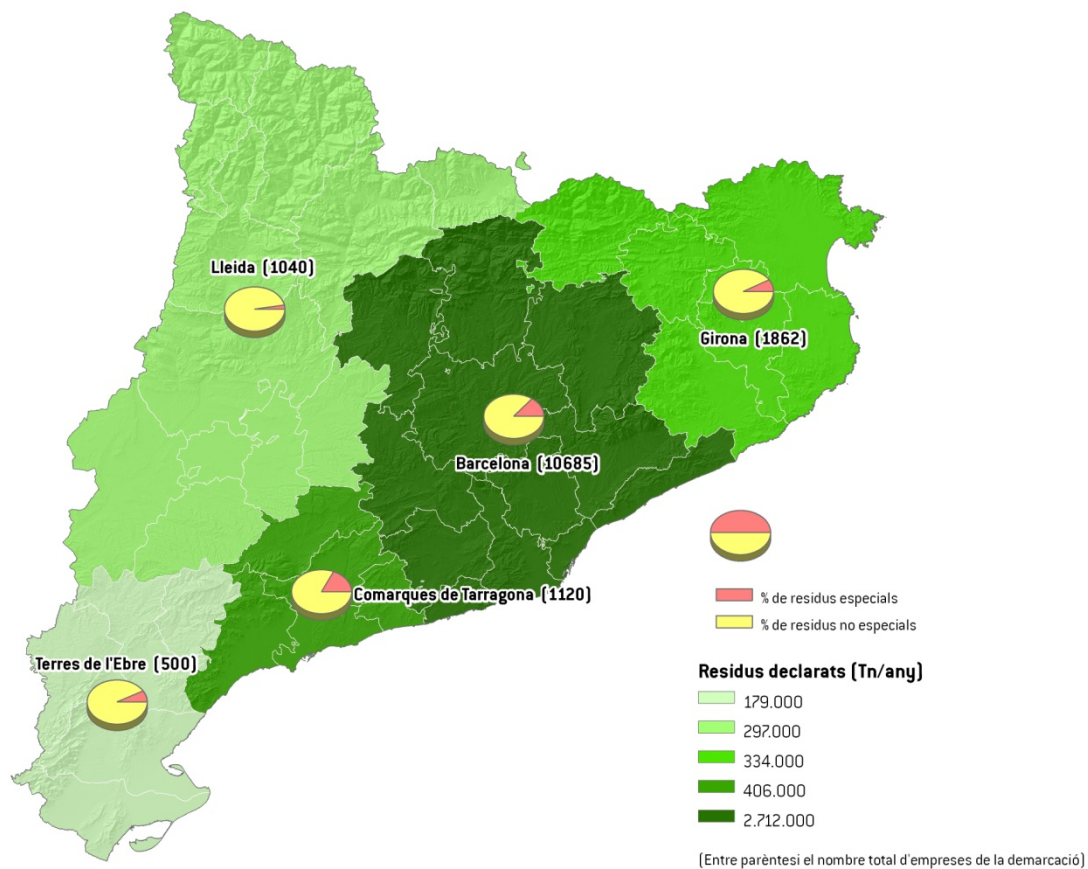 Lleida (1040)
Girona (1862)
Barcelona (10685)
Comarques de Tarragona (1120)
Terres de l'Ebre (500)
% de residus especials
% de residus no especials
Residus declarats (Tn/any)
179.000
297.000
334.000
406.000
2.712.000
(Entre parèntesi el nombre total d'empreses de la demarcació)